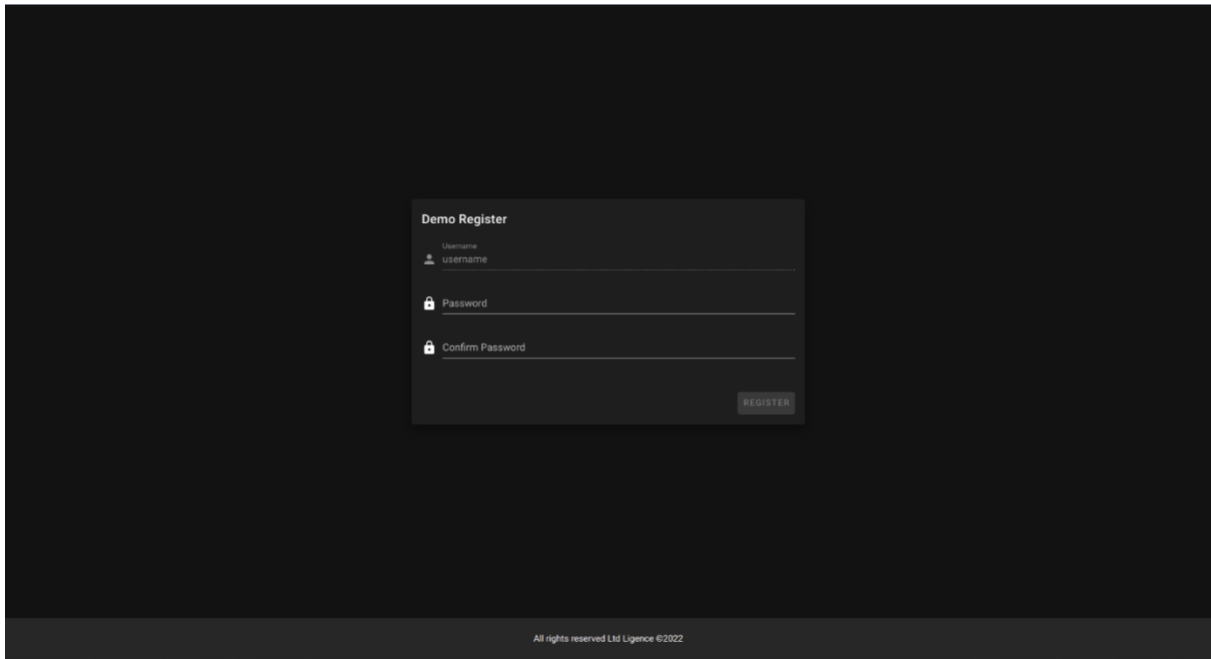 Demo Register
Username
username
Password
Confirm Password
REGISTER
All rights reserved Ltd Ligence ©2022